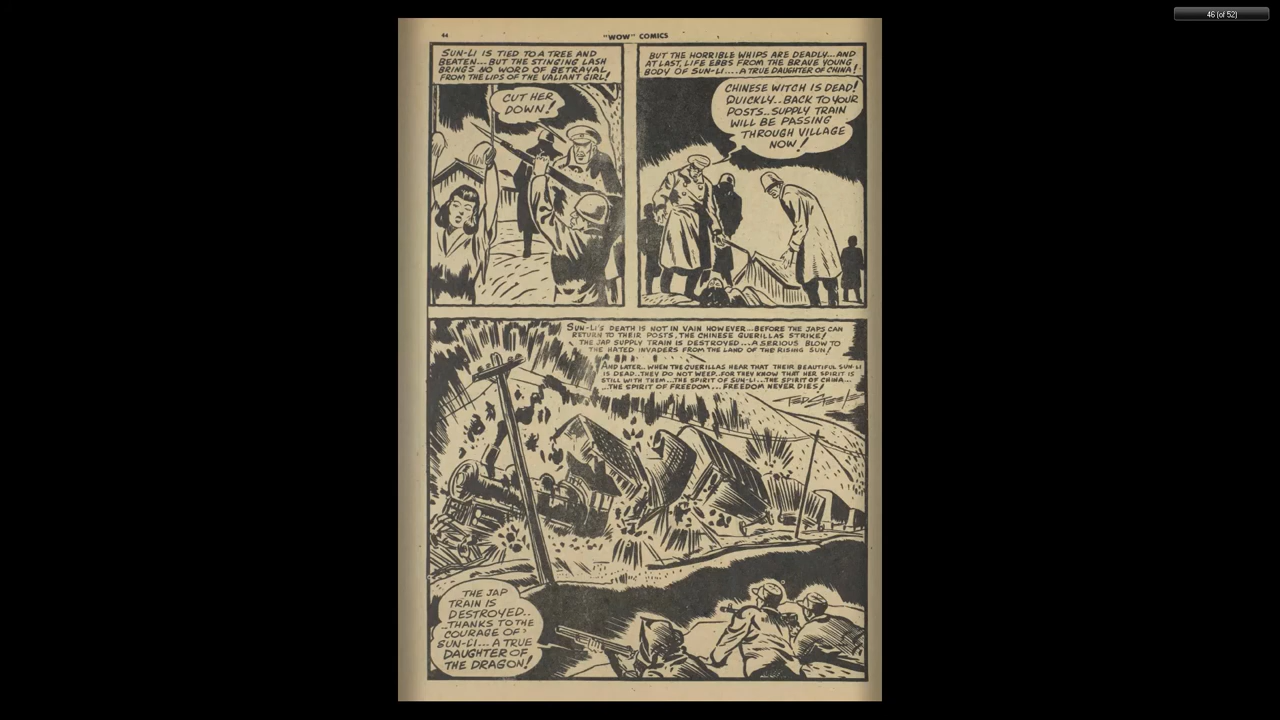 46 (of 52)
44
"WOW" COMICS
SUN-LI IS TIED TO A TREE AND
BEATEN...BUT THE STINGING LASH
BRINGS NO WORD OF BETRAYAL
FROM THE LIPS OF THE VALIANT GIRL!
CUT HER
DOWN!
BUT THE HORRIBLE WHIPS ARE DEADLY...AND
AT LAST, LIFE EBBS FROM THE BRAVE YOUNG
BODY OF SUN-LI....A TRUE DAUGHTER OF CHINA!
CHINESE WITCH IS DEAD!
QUICKLY..BACK TO YOUR
POSTS..SUPPLY TRAIN
WILL BE PASSING
THROUGH VILLAGE
NOW!
SUN-LI'S DEATH IS NOT IN VAIN HOWEVER...BEFORE THE JAPS CAN
RETURN TO THEIR POSTS, THE CHINESE GUERILLAS STRIKE!
THE JAP SUPPLY TRAIN IS DESTROYED...A SERIOUS BLOW TO
THE HATED INVADERS FROM THE LAND OF THE RISING SUN!
AND LATER..WHEN THE GUERILLAS HEAR THAT THEIR BEAUTIFUL SUN-LI
IS DEAD..THEY DO NOT WEEP..FOR THEY KNOW THAT HER SPIRIT IS
STILL WITH THEM...THE SPIRIT OF SUN-LI...THE SPIRIT OF CHINA...
...THE SPIRIT OF FREEDOM... FREEDOM NEVER DIES!
TED STEELE
THE JAP
TRAIN IS
DESTROYED..
..THANKS TO THE
COURAGE OF
SUN-LI...A TRUE
DAUGHTER OF
THE DRAGON!